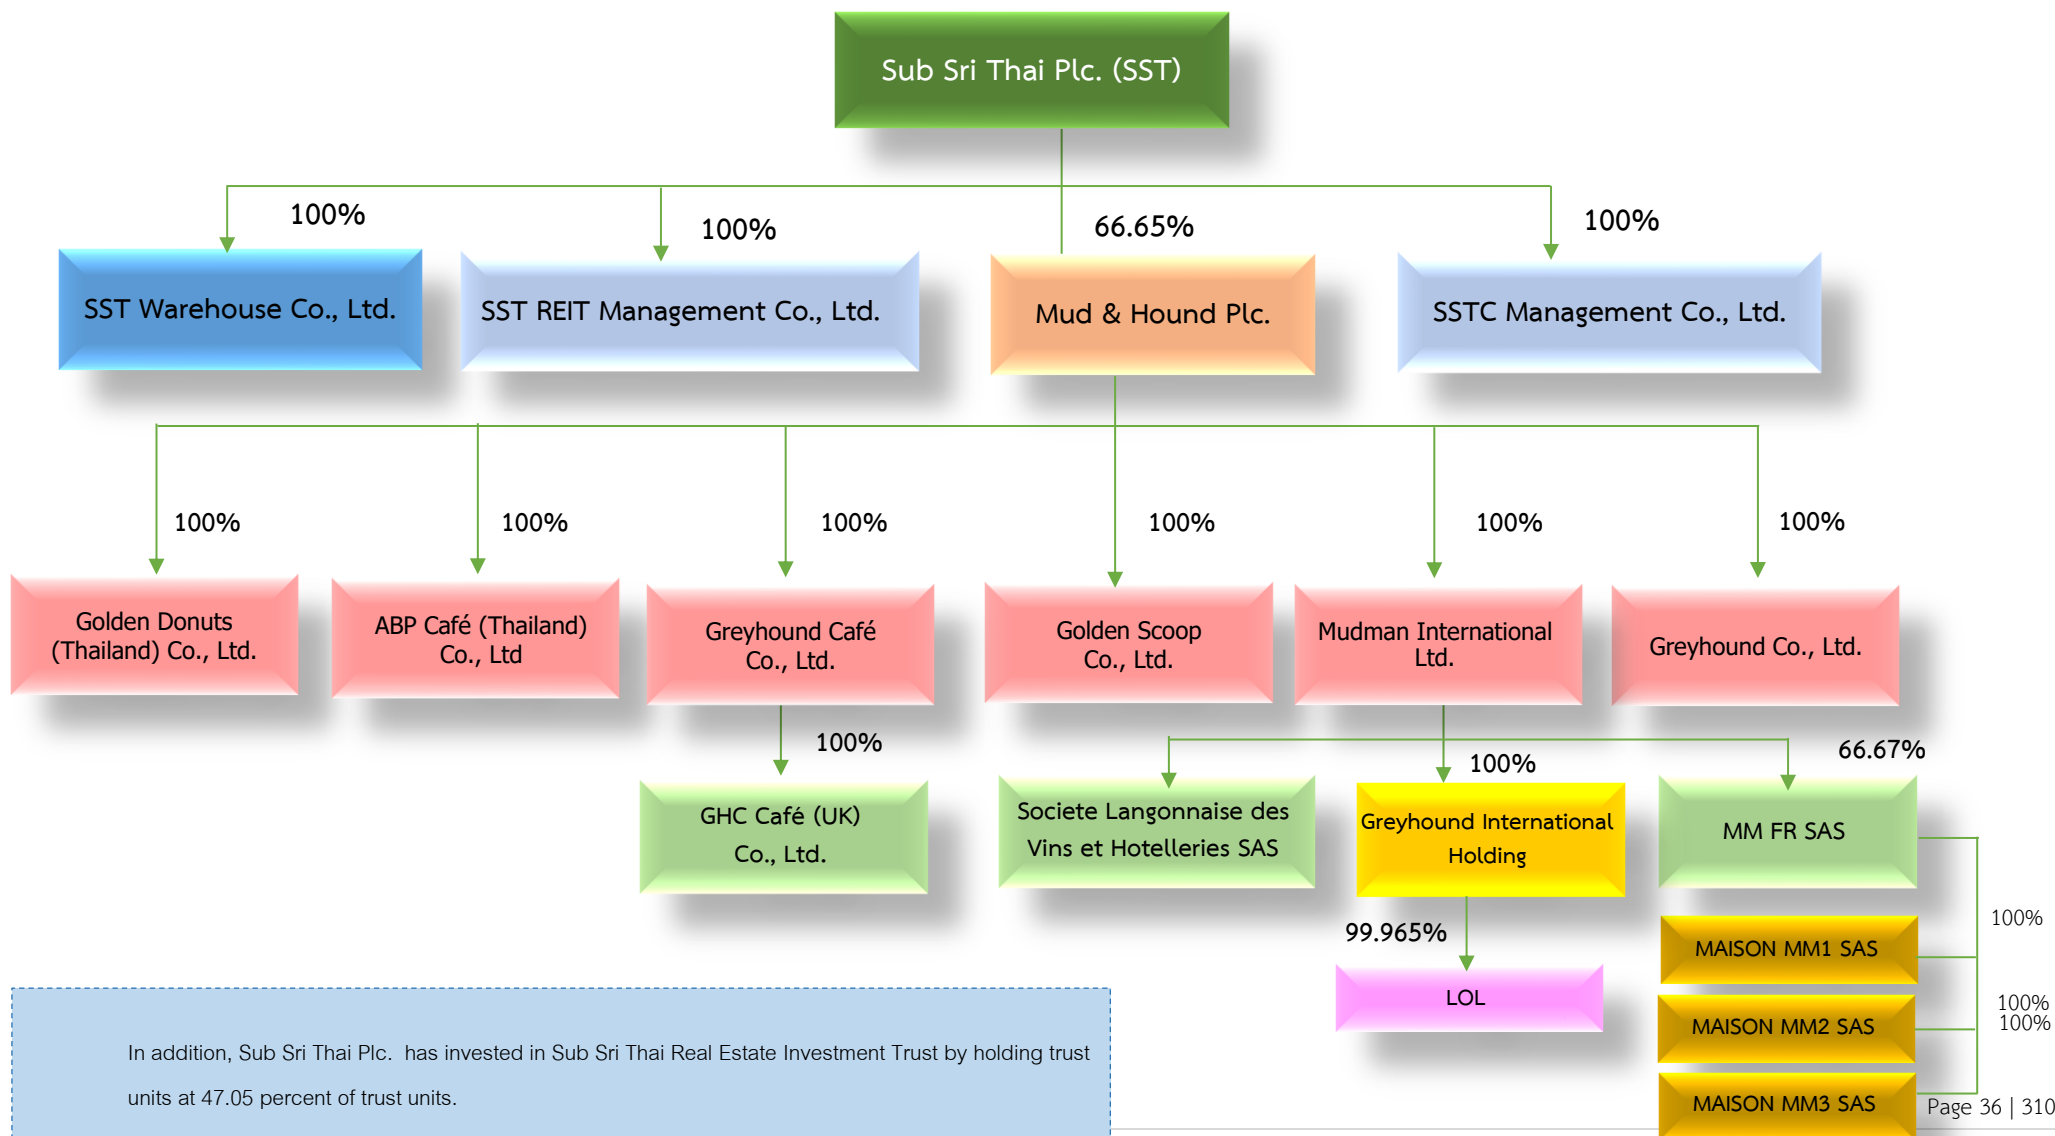 Sub Sri Thai Plc. (SST)
100%
100%
66.65%
100%
SST Warehouse Co., Ltd.
SST REIT Management Co., Ltd.
Mud & Hound Plc.
SSTC Management Co., Ltd.
100%
100%
100%
100%
100%
100%
Golden Donuts
(Thailand) Co., Ltd.
ABP Café (Thailand)
Co., Ltd
Greyhound Café
Co., Ltd.
Golden Scoop
Co., Ltd.
Mudman International
Ltd.
Greyhound Co., Ltd.
100%
100%
66.67%
GHC Café (UK)
Co., Ltd.
Societe Langonnaise des
Vins et Hotelleries SAS
Greyhound International
Holding
MM FR SAS
99.965%
100%
LOL
MAISON MM1 SAS
100%
100%
MAISON MM2 SAS
MAISON MM3 SAS
In addition, Sub Sri Thai Plc. has invested in Sub Sri Thai Real Estate Investment Trust by holding trust
units at 47.05 percent of trust units.
Page 36 | 310